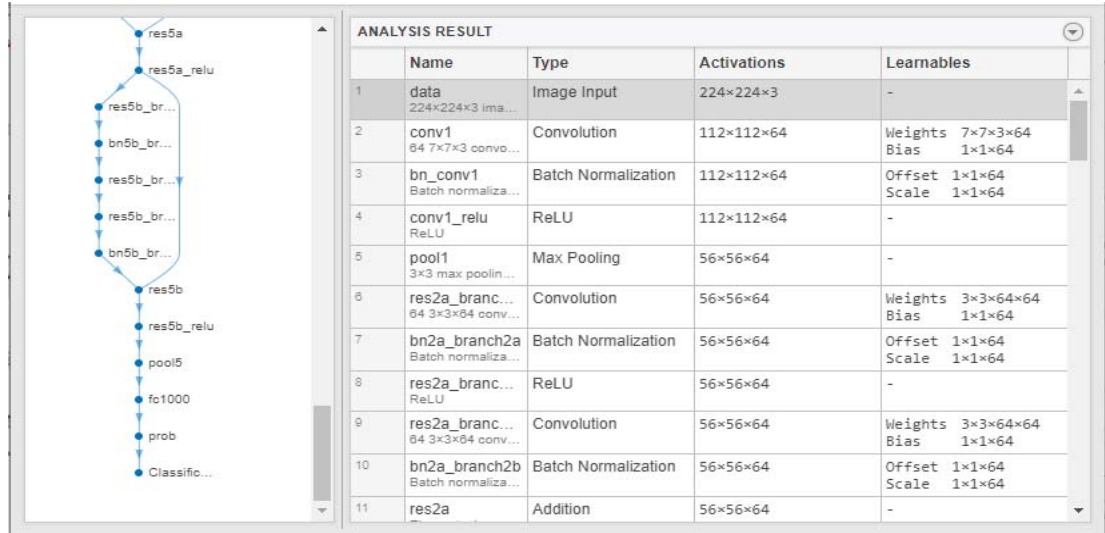 res5a
res5a_relu
res5b_br...
bn5b_br...
res5b_br...
res5b_br...
bn5b_br...
res5b
res5b_relu
pool5
fc1000
prob
Classific...
ANALYSIS RESULT
Name Type Activations Learnables
1 data Image Input 224×224×3 -
224×224×3 ima...
2 conv1 Convolution 112×112×64 Weights 7×7×3×64
64 7×7×3 convo... Bias 1×1×64
3 bn_conv1 Batch Normalization 112×112×64 Offset 1×1×64
Batch normaliza... Scale 1×1×64
4 conv1_relu ReLU 112×112×64 -
ReLU
5 pool1 Max Pooling 56×56×64 -
3×3 max poolin...
6 res2a_branc... Convolution 56×56×64 Weights 3×3×64×64
64 3×3×64 conv... Bias 1×1×64
7 bn2a_branch2a Batch Normalization 56×56×64 Offset 1×1×64
Batch normaliza... Scale 1×1×64
8 res2a_branc... ReLU 56×56×64 -
ReLU
9 res2a_branc... Convolution 56×56×64 Weights 3×3×64×64
64 3×3×64 conv... Bias 1×1×64
10 bn2a_branch2b Batch Normalization 56×56×64 Offset 1×1×64
Batch normaliza... Scale 1×1×64
11 res2a Addition 56×56×64 -